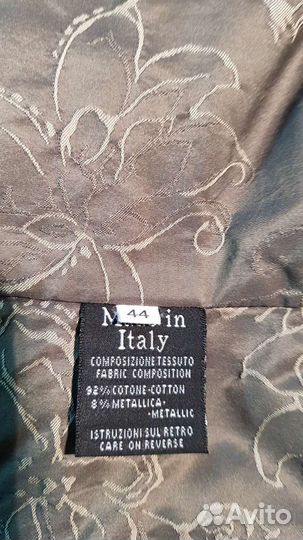 44
Made in
Italy
COMPOSIZIONE TESSUTO
FABRIC COMPOSITION
92% COTONE-COTTON
8% METALLICA-
-METALLIC
ISTRUZIONI SUL RETRO
CARE ON REVERSE
Avito